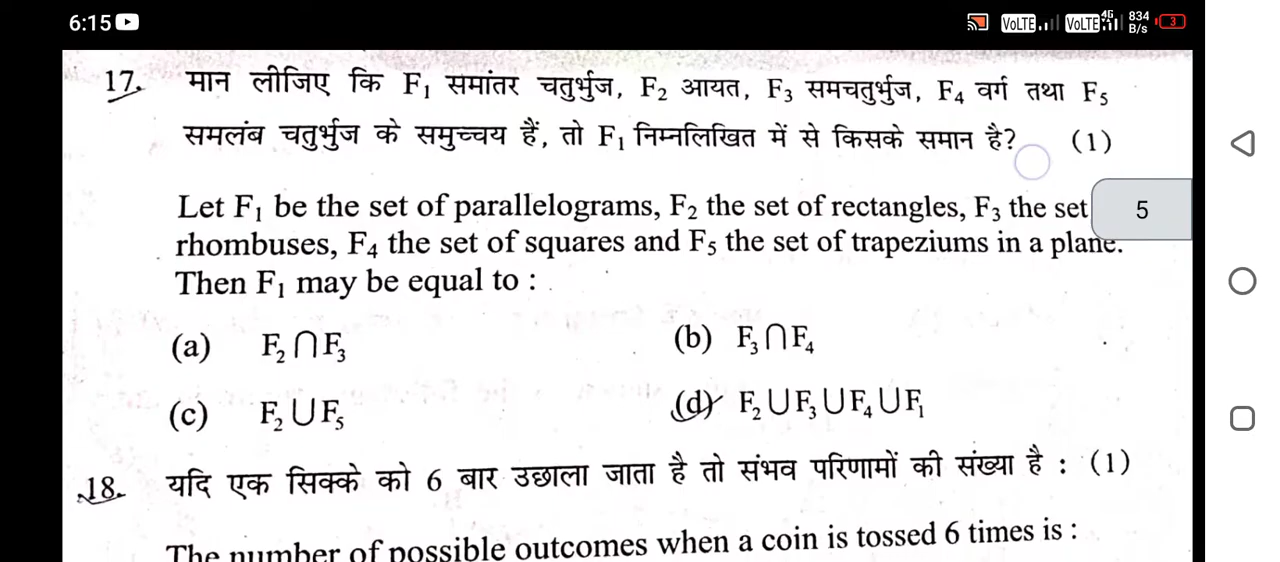 6:15
VoLTE VoLTE 4G 834 B/s 3
17. मान लीजिए कि F₁ समांतर चतुर्भुज, F₂ आयत, F₃ समचतुर्भुज, F₄ वर्ग तथा F₅
समलंब चतुर्भुज के समुच्चय हैं, तो F₁ निम्नलिखित में से किसके समान है? (1)
Let F₁ be the set of parallelograms, F₂ the set of rectangles, F₃ the set
5
rhombuses, F₄ the set of squares and F₅ the set of trapeziums in a plane.
Then F₁ may be equal to :
(a) F₂⋂F₃ (b) F₃⋂F₄
(c) F₂⋃F₅ (d) F₂⋃F₃⋃F₄⋃F₁
18. यदि एक सिक्के को 6 बार उछाला जाता है तो संभव परिणामों की संख्या है : (1)
The number of possible outcomes when a coin is tossed 6 times is :